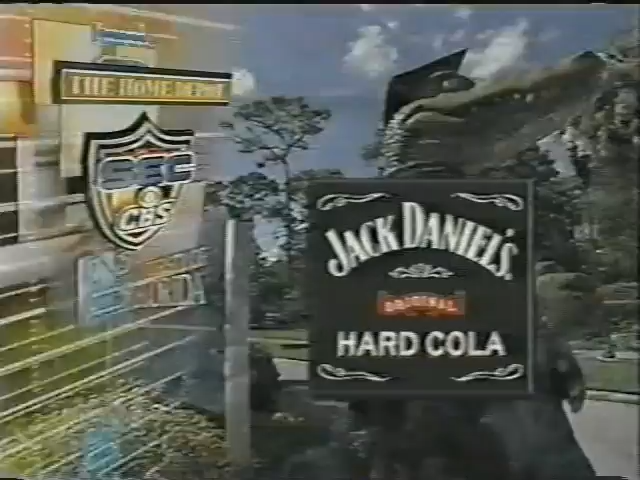 THE HOME DEPOT
SEC
CBS
JACK DANIEL'S
ORIGINAL
HARD COLA